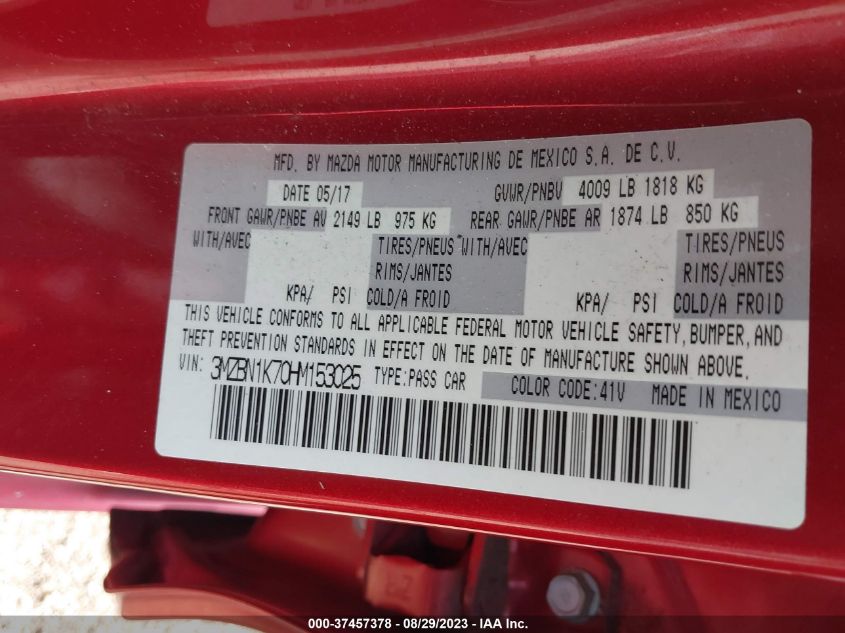 MFD. BY MAZDA MOTOR MANUFACTURING DE MEXICO S.A. DE C.V.
DATE 05/17 GVWR/PNBV 4009 LB 1818 KG
FRONT GAWR/PNBE AV 2149 LB 975 KG REAR GAWR/PNBE AR 1874 LB 850 KG
WITH/AVEC TIRES/PNEUS WITH/AVEC TIRES/PNEUS
RIMS/JANTES RIMS/JANTES
KPA/ PSI COLD/A FROID KPA/ PSI COLD/A FROID
THIS VEHICLE CONFORMS TO ALL APPLICABLE FEDERAL MOTOR VEHICLE SAFETY, BUMPER, AND
THEFT PREVENTION STANDARDS IN EFFECT ON THE DATE OF MANUFACTURE SHOWN ABOVE.
VIN: 3MZBN1K70HM153025 TYPE:PASS CAR COLOR CODE:41V MADE IN MEXICO
000-37457378 — 08/29/2023 — IAA Inc.